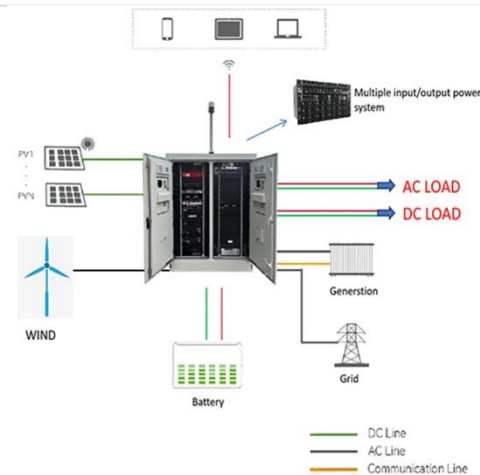 Multiple input/output power
system
PV1
PVN
AC LOAD
DC LOAD
Generstion
WIND
Grid
Battery
DC Line
AC Line
Communication Line